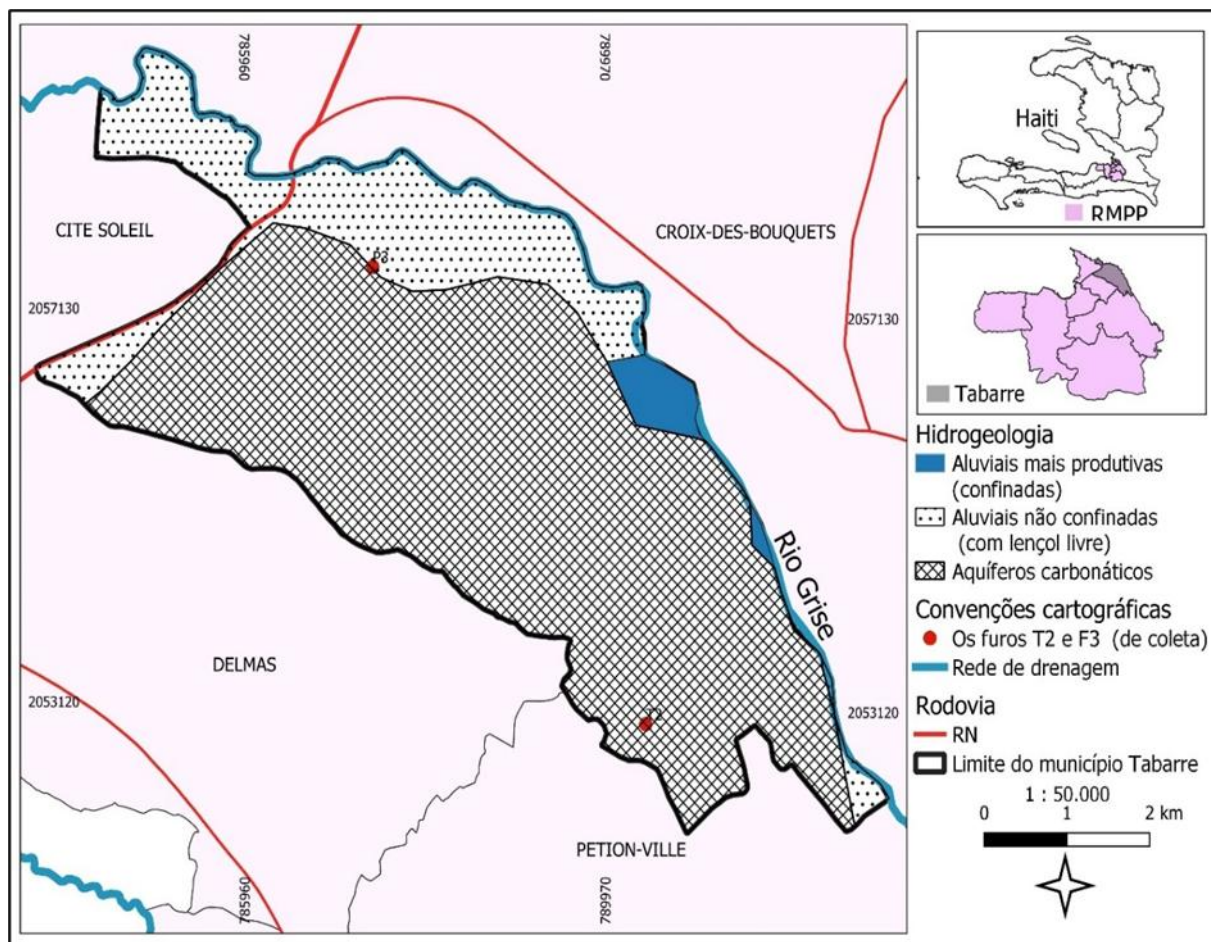 785960
789970
CITE SOLEIL
CROIX-DES-BOUQUETS
2057130
2057130
Rio Grise
DELMAS
2053120
T2
2053120
PETION-VILLE
785960
789970
Haiti
RMPP
Tabarre
Hidrogeologia
Aluviais mais produtivas
(confinadas)
Aluviais não confinadas
(com lençol livre)
Aquíferos carbonáticos
Convenções cartográficas
Os furos T2 e F3 (de coleta)
Rede de drenagem
Rodovia
RN
Limite do município Tabarre
1 : 50.000
0 1 2 km